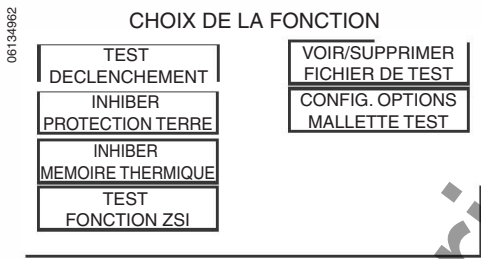 06134962
CHOIX DE LA FONCTION
TEST
DECLENCHEMENT
INHIBER
PROTECTION TERRE
INHIBER
MEMOIRE THERMIQUE
TEST
FONCTION ZSI
VOIR/SUPPRIMER
FICHIER DE TEST
CONFIG. OPTIONS
MALLETTE TEST